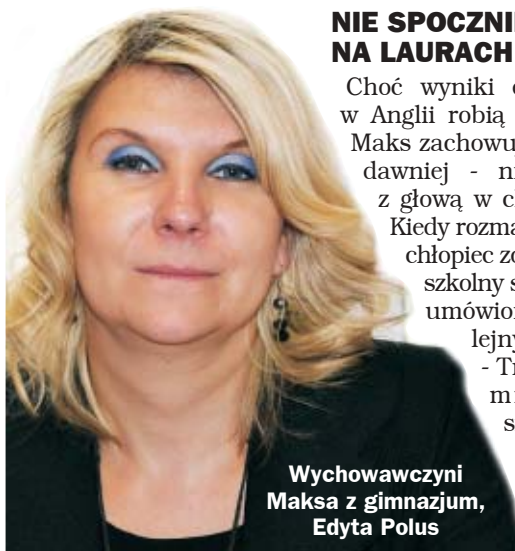 NIE SPOCZNI
NA LAURACH
Choć wyniki
w Anglii robią
Maks zachowuj
dawniej - n
z głową w c
Kiedy rozma
chłopiec zo
szkolny s
umówion
lejny
- T
m
s
Wychowawczyni
Maksa z gimnazjum,
Edyta Polus